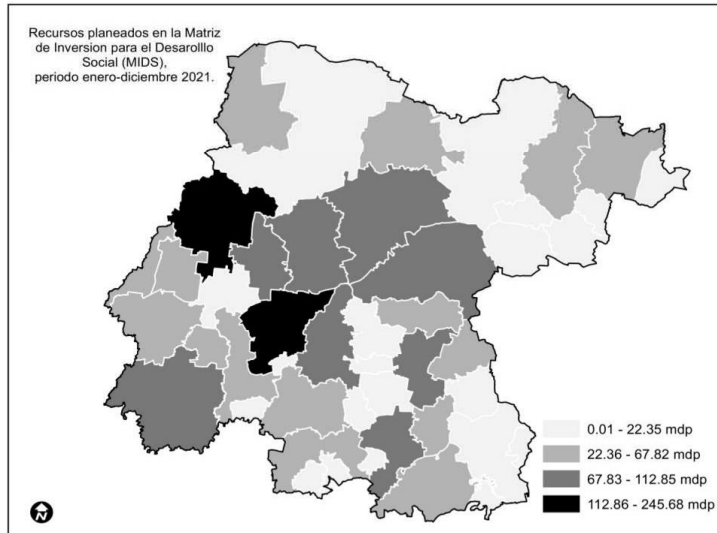 Recursos planeados en la Matriz
de Inversion para el Desarolllo
Social (MIDS),
periodo enero-diciembre 2021.
0.01 - 22.35 mdp
22.36 - 67.82 mdp
67.83 - 112.85 mdp
112.86 - 245.68 mdp
N